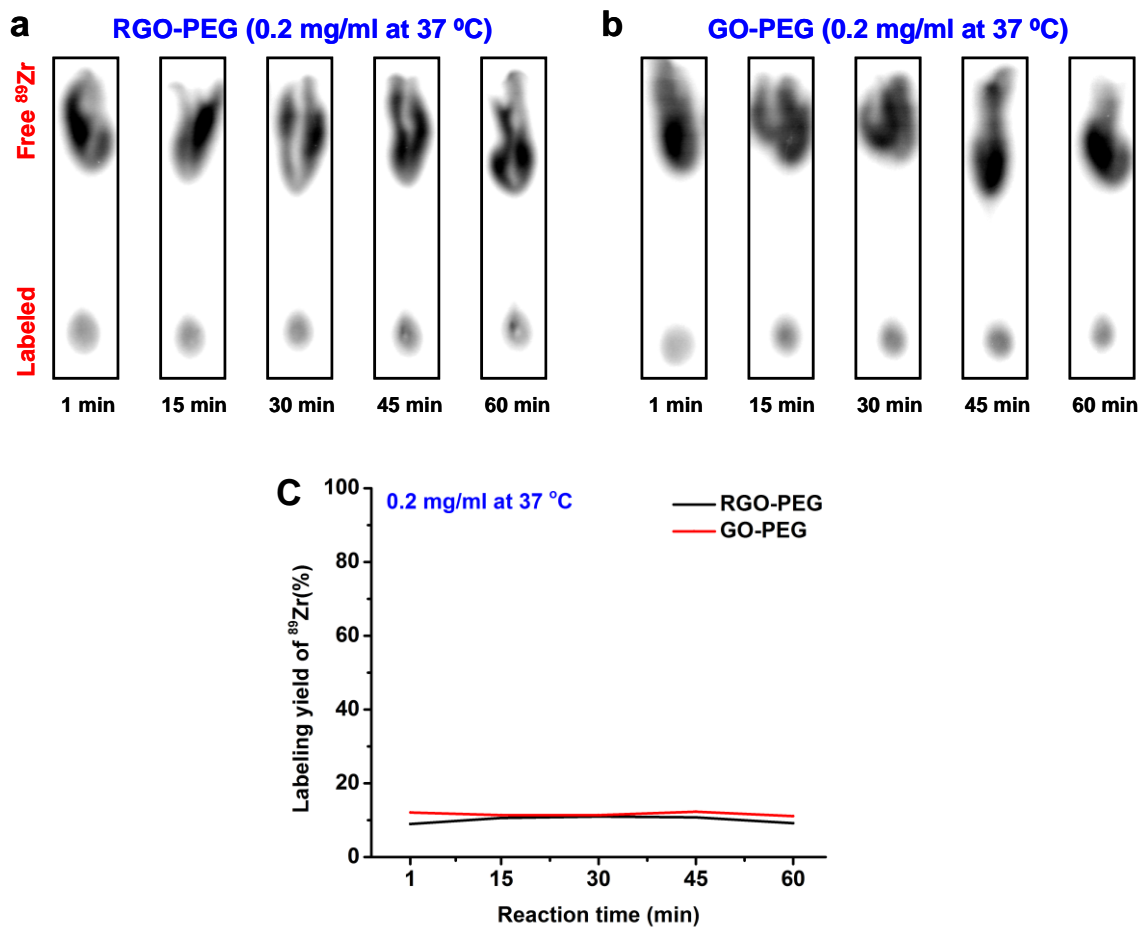 a
RGO-PEG (0.2 mg/ml at 37 ⁰C)
Free ⁸⁹Zr
Labeled
1 min 15 min 30 min 45 min 60 min
b
GO-PEG (0.2 mg/ml at 37 ⁰C)
1 min 15 min 30 min 45 min 60 min
C
0.2 mg/ml at 37 °C
RGO-PEG
GO-PEG
Labeling yield of ⁸⁹Zr(%)
100
80
60
40
20
0
1 15 30 45 60
Reaction time (min)